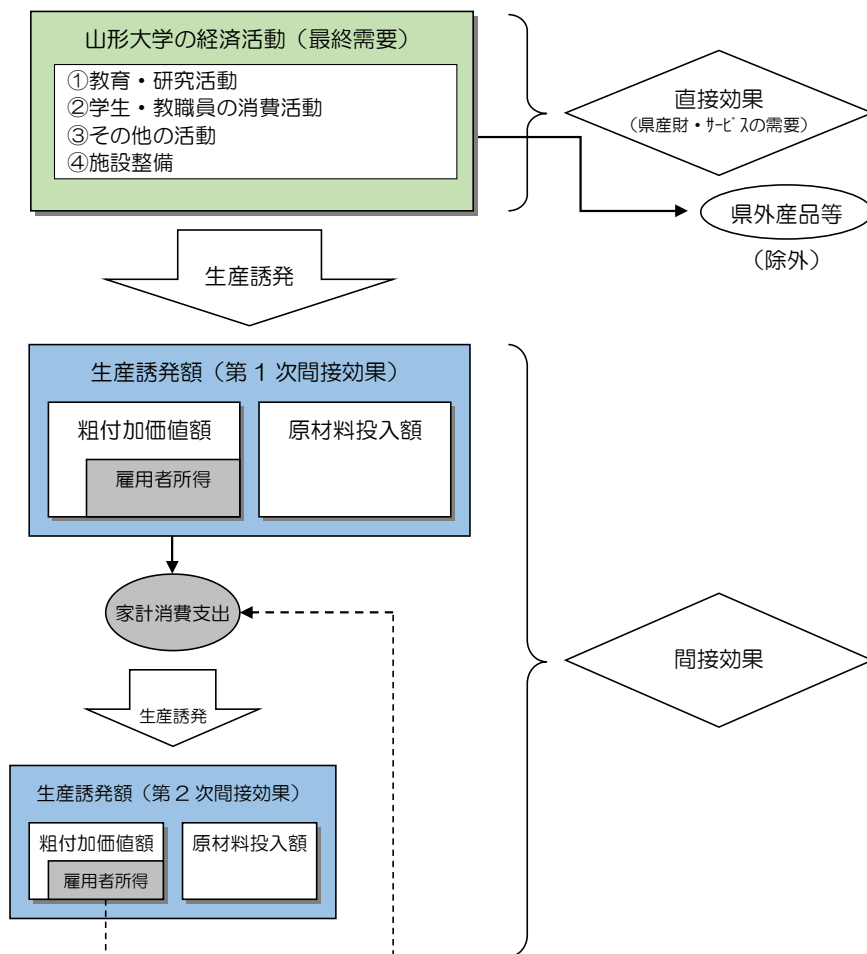 山形大学の経済活動（最終需要）
①教育・研究活動
②学生・教職員の消費活動
③その他の活動
④施設整備
直接効果
（県産財・ｻｰﾋﾞｽの需要）
県外産品等
（除外）
生産誘発
生産誘発額（第１次間接効果）
粗付加価値額
原材料投入額
雇用者所得
家計消費支出
間接効果
生産誘発
生産誘発額（第２次間接効果）
粗付加価値額
原材料投入額
雇用者所得